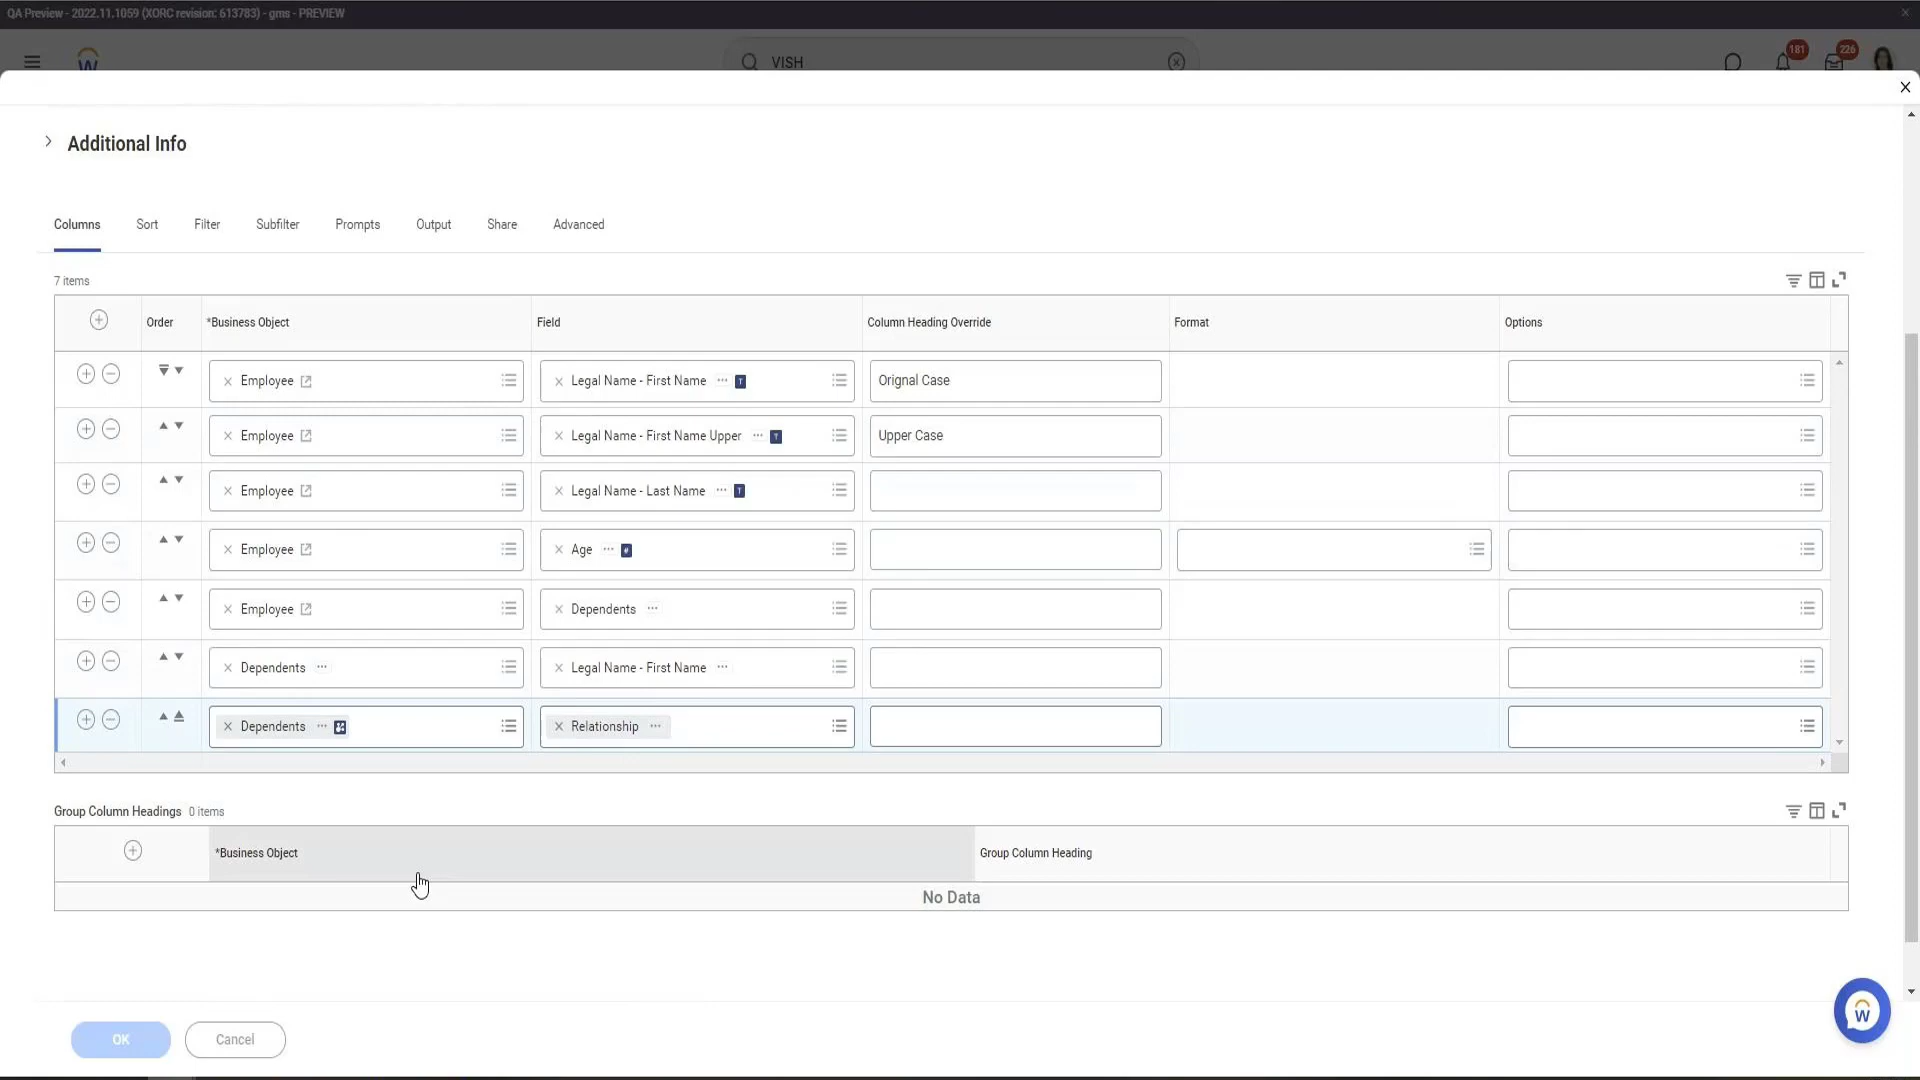 QA Preview - 2022.11.1059 (XORC revision: 613783) - gms - PREVIEW
W
VISH
181
226
Additional Info
Columns Sort Filter Subfilter Prompts Output Share Advanced
7 items
Order *Business Object Field Column Heading Override Format Options
Employee Legal Name - First Name T Orignal Case
Employee Legal Name - First Name Upper T Upper Case
Employee Legal Name - Last Name T
Employee Age #
Employee Dependents
Dependents Legal Name - First Name
Dependents Relationship
Group Column Headings 0 items
*Business Object Group Column Heading
No Data
W
OK Cancel